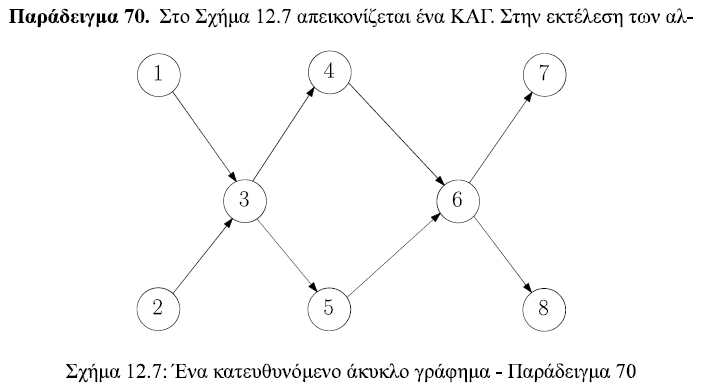 Παράδειγμα 70. Στο Σχήμα 12.7 απεικονίζεται ένα ΚΑΓ. Στην εκτέλεση των αλ-
1 4 7
3 6
2 5 8
Σχήμα 12.7: Ένα κατευθυνόμενο άκυκλο γράφημα - Παράδειγμα 70